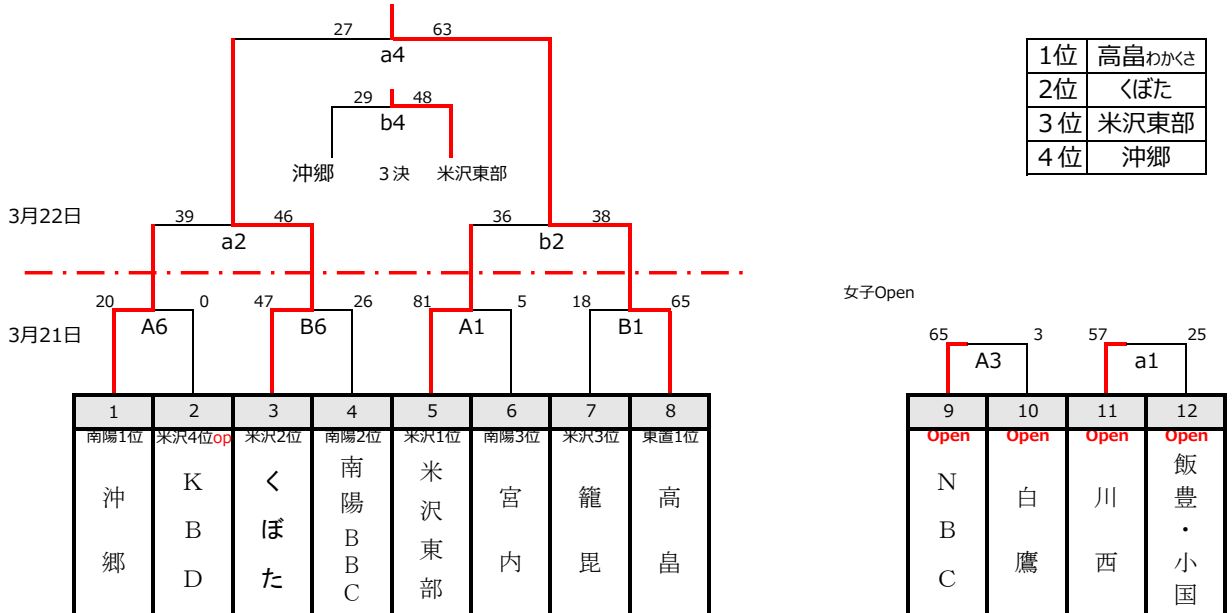 27 63
a4
29 48
b4
沖郷 3決 米沢東部
1位 高畠わかくさ
2位 くぼた
3位 米沢東部
4位 沖郷
3月22日
39 46 36 38
a2 b2
女子Open
20 0 47 26 81 5 18 65
A6 B6 A1 B1
3月21日
65 3 57 25
A3 a1
1 2 3 4 5 6 7 8 9 10 11 12
南陽1位 米沢4位op 米沢2位 南陽2位 米沢1位 南陽3位 米沢3位 東置1位 Open Open Open Open
沖郷
KBD
くぼた
南陽BBC
米沢東部
宮内
籠毘
高畠
NBC
白鷹
川西
飯豊・小国